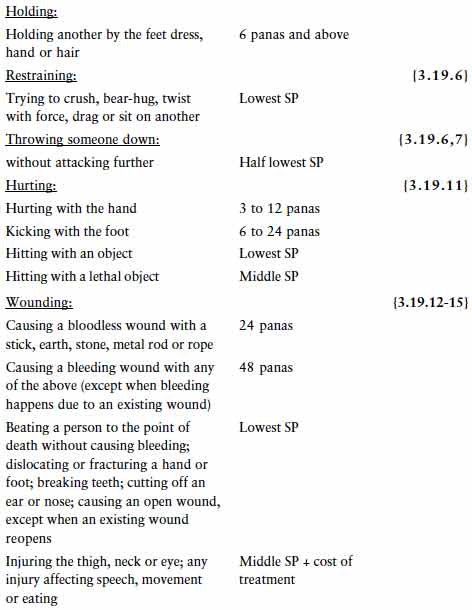 Holding:
Holding another by the feet dress, 6 panas and above
hand or hair
Restraining: {3.19.6}
Trying to crush, bear-hug, twist Lowest SP
with force, drag or sit on another
Throwing someone down: {3.19.6,7}
without attacking further Half lowest SP
Hurting: {3.19.11}
Hurting with the hand 3 to 12 panas
Kicking with the foot 6 to 24 panas
Hitting with an object Lowest SP
Hitting with a lethal object Middle SP
Wounding: {3.19.12-15}
Causing a bloodless wound with a 24 panas
stick, earth, stone, metal rod or rope
Causing a bleeding wound with any 48 panas
of the above (except when bleeding
happens due to an existing wound)
Beating a person to the point of Lowest SP
death without causing bleeding;
dislocating or fracturing a hand or
foot; breaking teeth; cutting off an
ear or nose; causing an open wound,
except when an existing wound
reopens
Injuring the thigh, neck or eye; any Middle SP + cost of
injury affecting speech, movement treatment
or eating